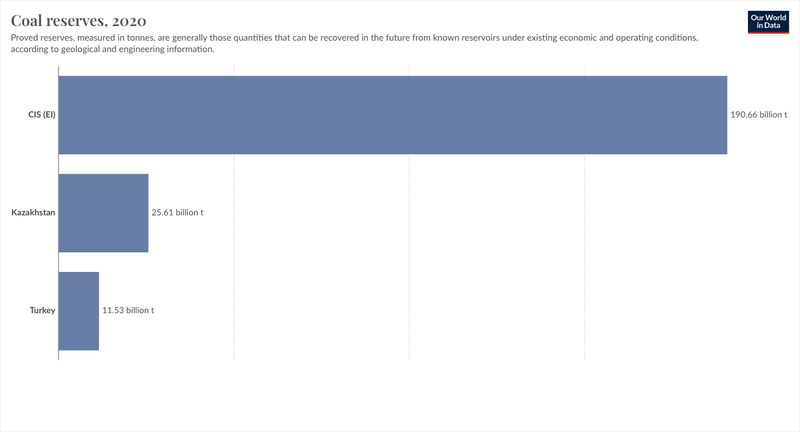 Coal reserves, 2020
Our World
in Data
Proved reserves, measured in tonnes, are generally those quantities that can be recovered in the future from known reservoirs under existing economic and operating conditions,
according to geological and engineering information.
CIS (EI)
190.66 billion t
Kazakhstan
25.61 billion t
Turkey
11.53 billion t